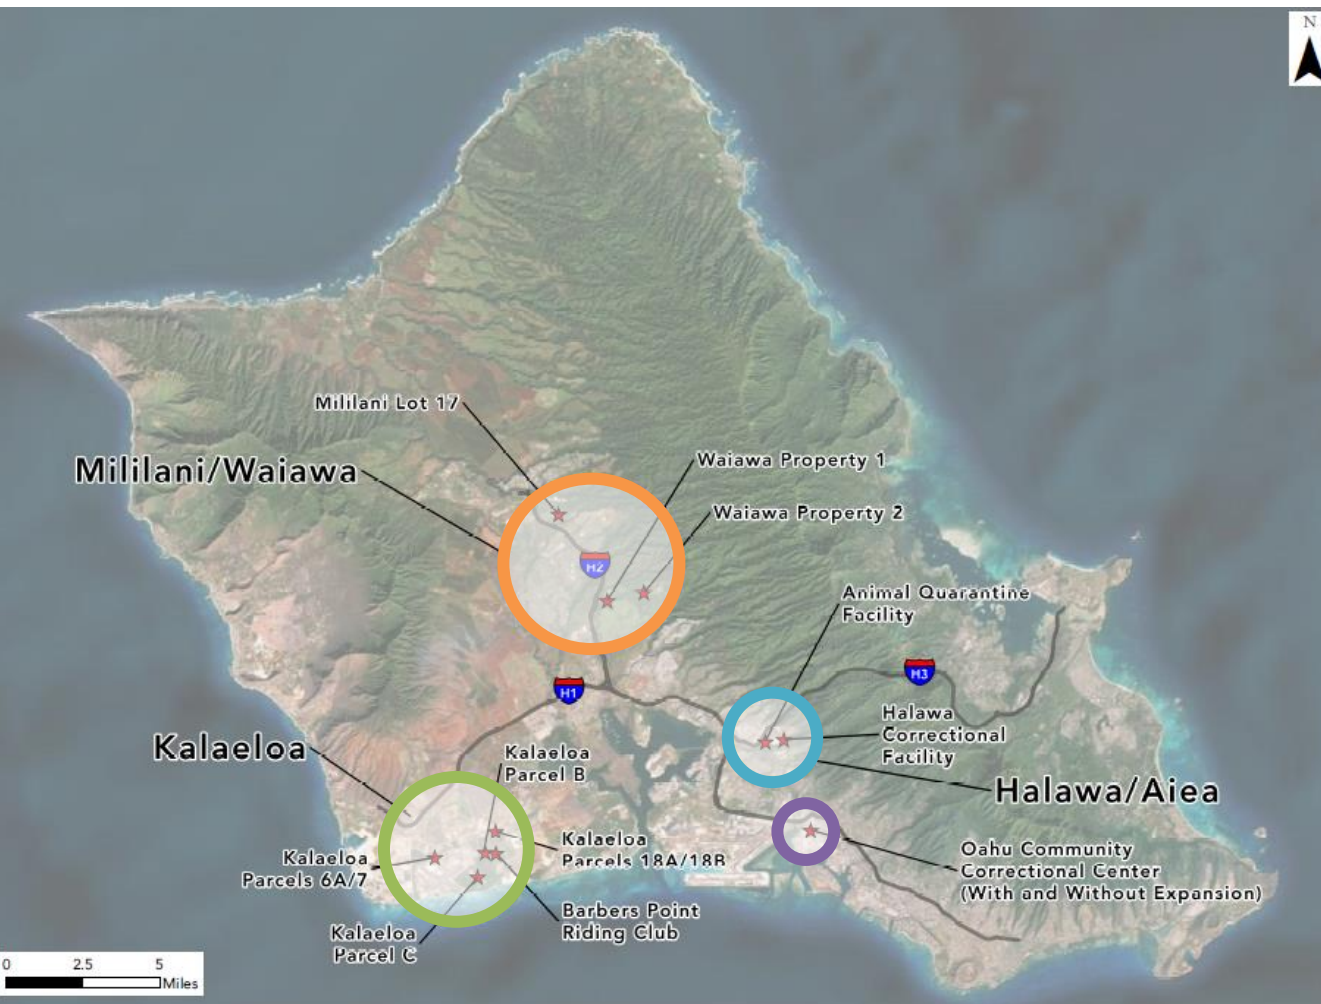 N
Mililani Lot 17
Mililani/Waiawa
Waiawa Property 1
Waiawa Property 2
H2
Animal Quarantine
Facility
H3
H1
Halawa
Correctional
Facility
Kalaeloa
Kalaeloa
Parcel B
Halawa/Aiea
Kalaeloa
Parcels 18A/18B
Kalaeloa
Parcels 6A/7
Oahu Community
Correctional Center
(With and Without Expansion)
Barbers Point
Riding Club
Kalaeloa
Parcel C
0 2.5 5
Miles